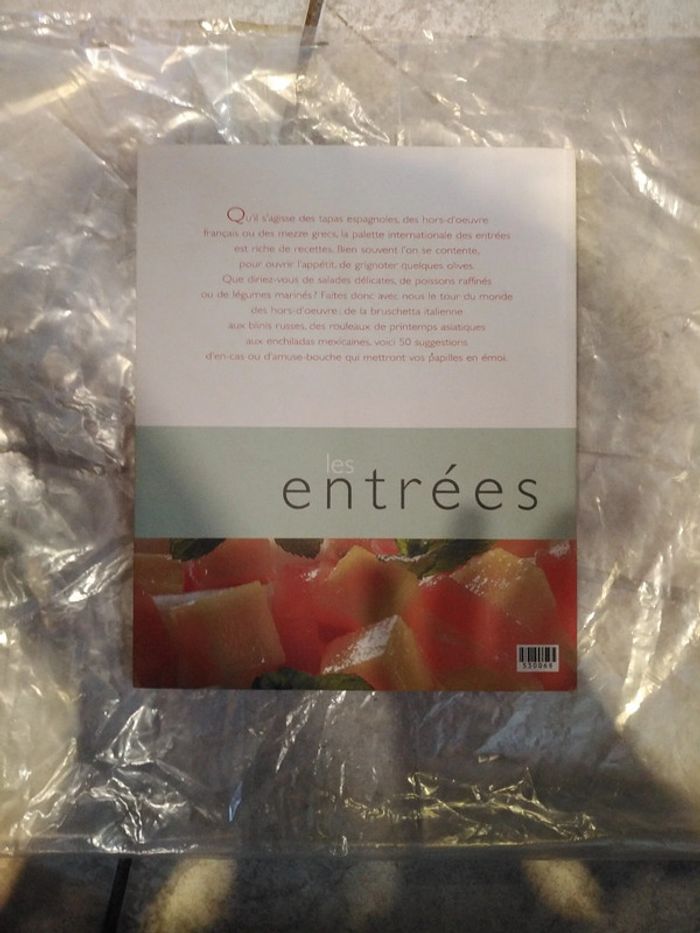 Qu'il s'agisse des tapas espagnoles, des hors-d'oeuvre
français ou des mezze grecs, la palette internationale des entrées
est riche de recettes. Bien souvent l'on se contente,
pour ouvrir l'appétit, de grignoter quelques olives.
Que diriez-vous de salades délicates, de poissons raffinés
ou de légumes marinés ? Faites donc avec nous le tour du monde
des hors-d'oeuvre : de la bruschetta italienne
aux blinis russes, des rouleaux de printemps asiatiques
aux enchiladas mexicaines, voici 50 suggestions
d'en-cas ou d'amuse-bouche qui mettront vos papilles en émoi.
les
entrées
530066